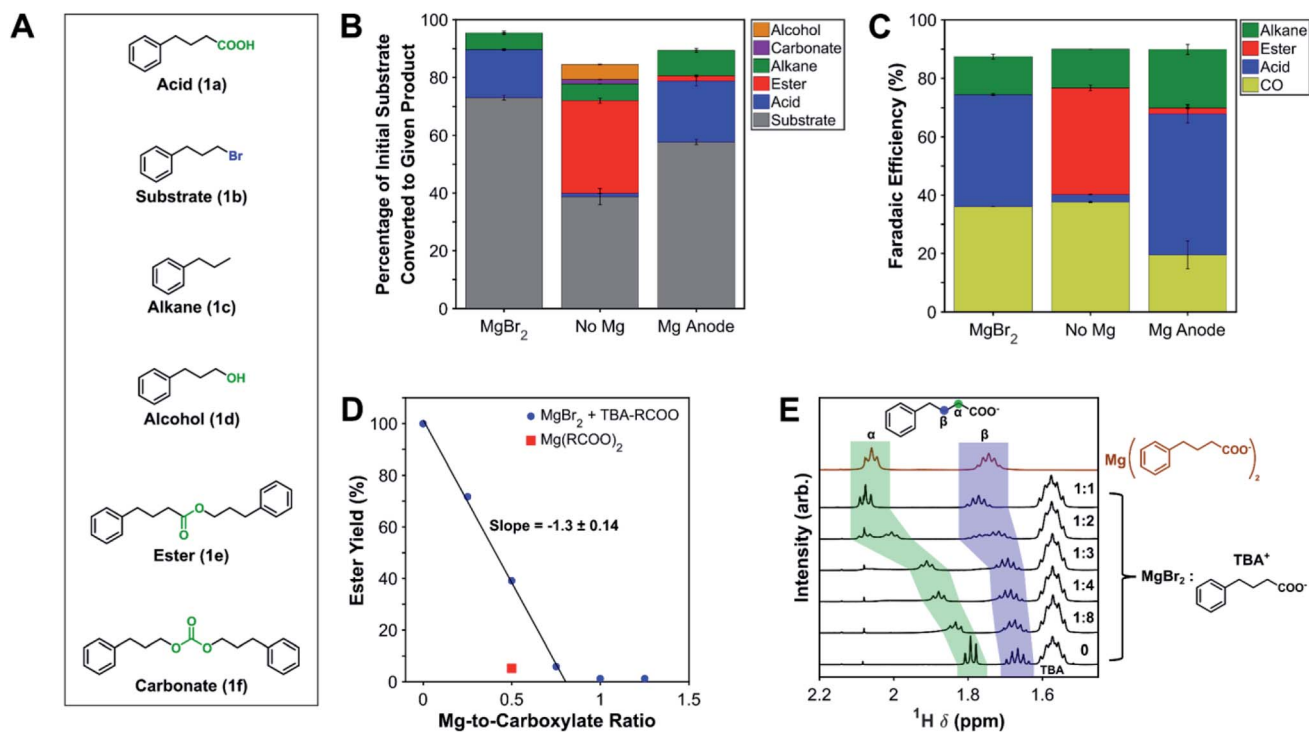 A
COOH
Acid (1a)
Br
Substrate (1b)
Alkane (1c)
OH
Alcohol (1d)
O
O
Ester (1e)
O
O O
Carbonate (1f)
B
Percentage of Initial Substrate
Converted to Given Product
100
80
60
40
20
0
MgBr2 No Mg Mg Anode
Alcohol
Carbonate
Alkane
Ester
Acid
Substrate
C
Faradaic Efficiency (%)
100
80
60
40
20
0
MgBr2 No Mg Mg Anode
Alkane
Ester
Acid
CO
D
Ester Yield (%)
100
80
60
40
20
0
MgBr2 + TBA-RCOO
Mg(RCOO)2
Slope = -1.3 ± 0.14
0 0.5 1 1.5
Mg-to-Carboxylate Ratio
E
Intensity (arb.)
β α COO-
α β
Mg ( COO- )2
1:1
1:2
1:3
1:4
1:8
0
TBA
MgBr2 : TBA+
COO-
2.2 2 1.8 1.6
1H δ (ppm)